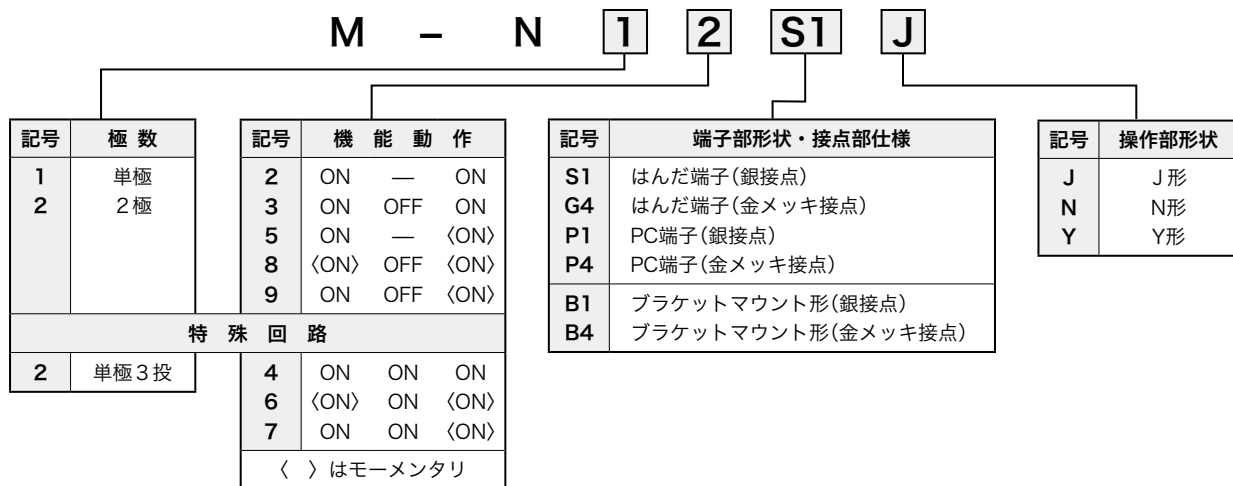 M – N 1 2 S1 J
記号 極数
1 単極
2 2極
記号 機能動作
2 ON — ON
3 ON OFF ON
5 ON — 〈ON〉
8 〈ON〉 OFF 〈ON〉
9 ON OFF 〈ON〉
特殊回路
2 単極3投
4 ON ON ON
6 〈ON〉 ON 〈ON〉
7 ON ON 〈ON〉
〈 〉はモーメンタリ
記号 端子部形状・接点部仕様
S1 はんだ端子(銀接点)
G4 はんだ端子(金メッキ接点)
P1 PC端子(銀接点)
P4 PC端子(金メッキ接点)
B1 ブラケットマウント形(銀接点)
B4 ブラケットマウント形(金メッキ接点)
記号 操作部形状
J J形
N N形
Y Y形